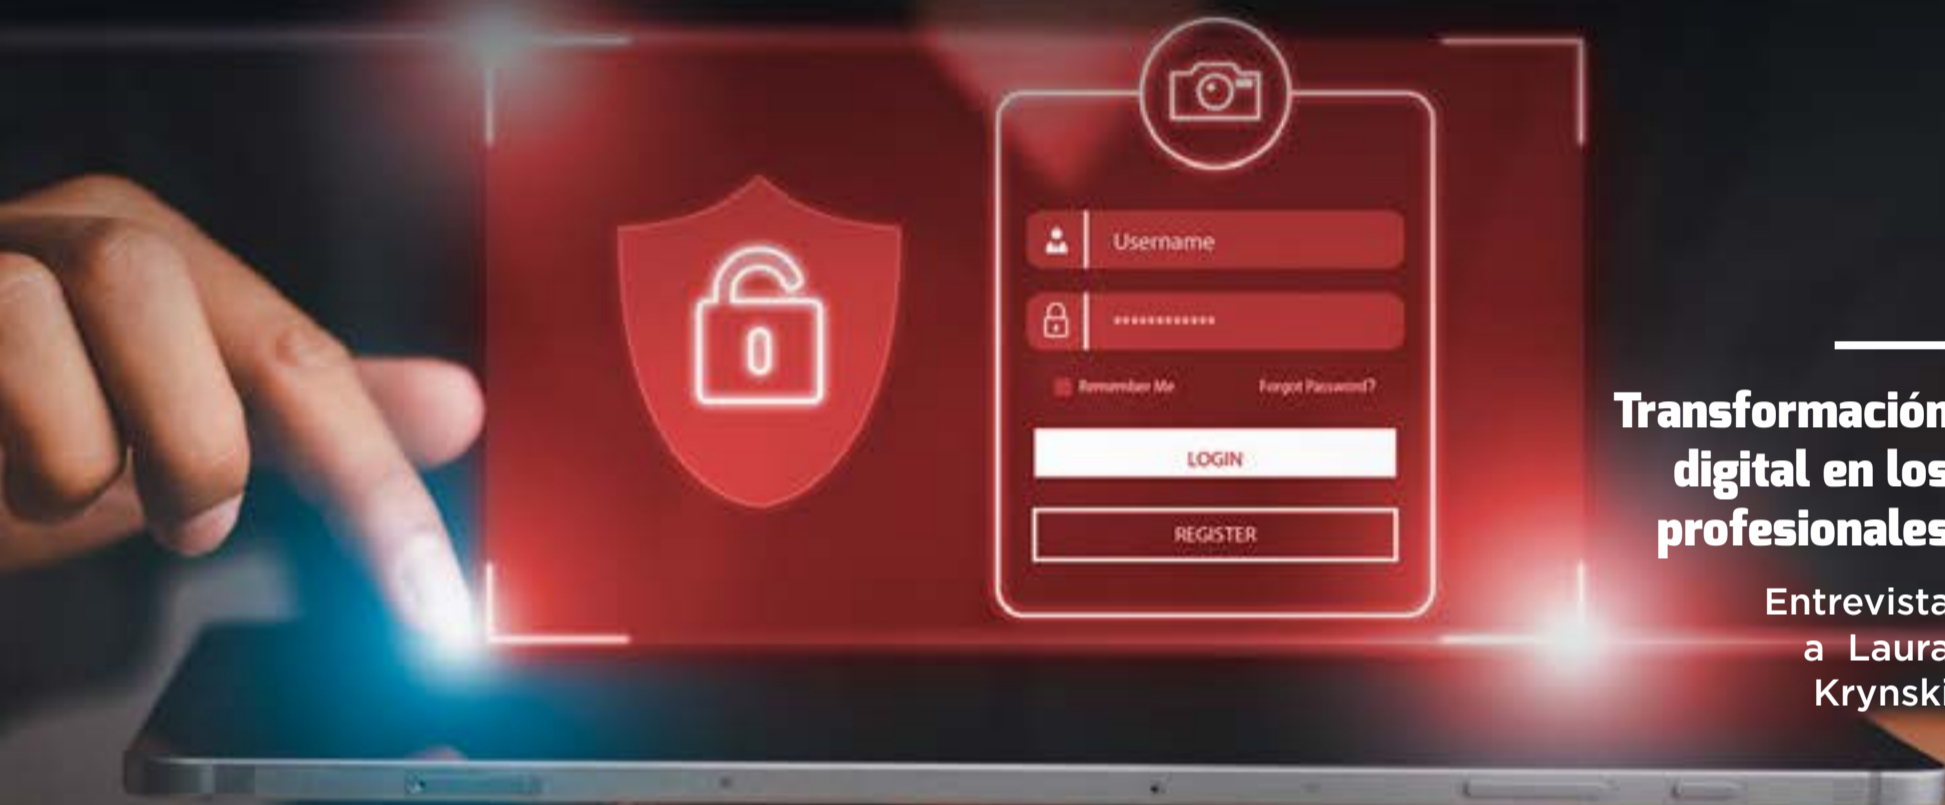 Username
************
Remember Me
Forgot Password?
LOGIN
REGISTER
Transformación
digital en los
profesionales
Entrevista
a Laura
Krynski